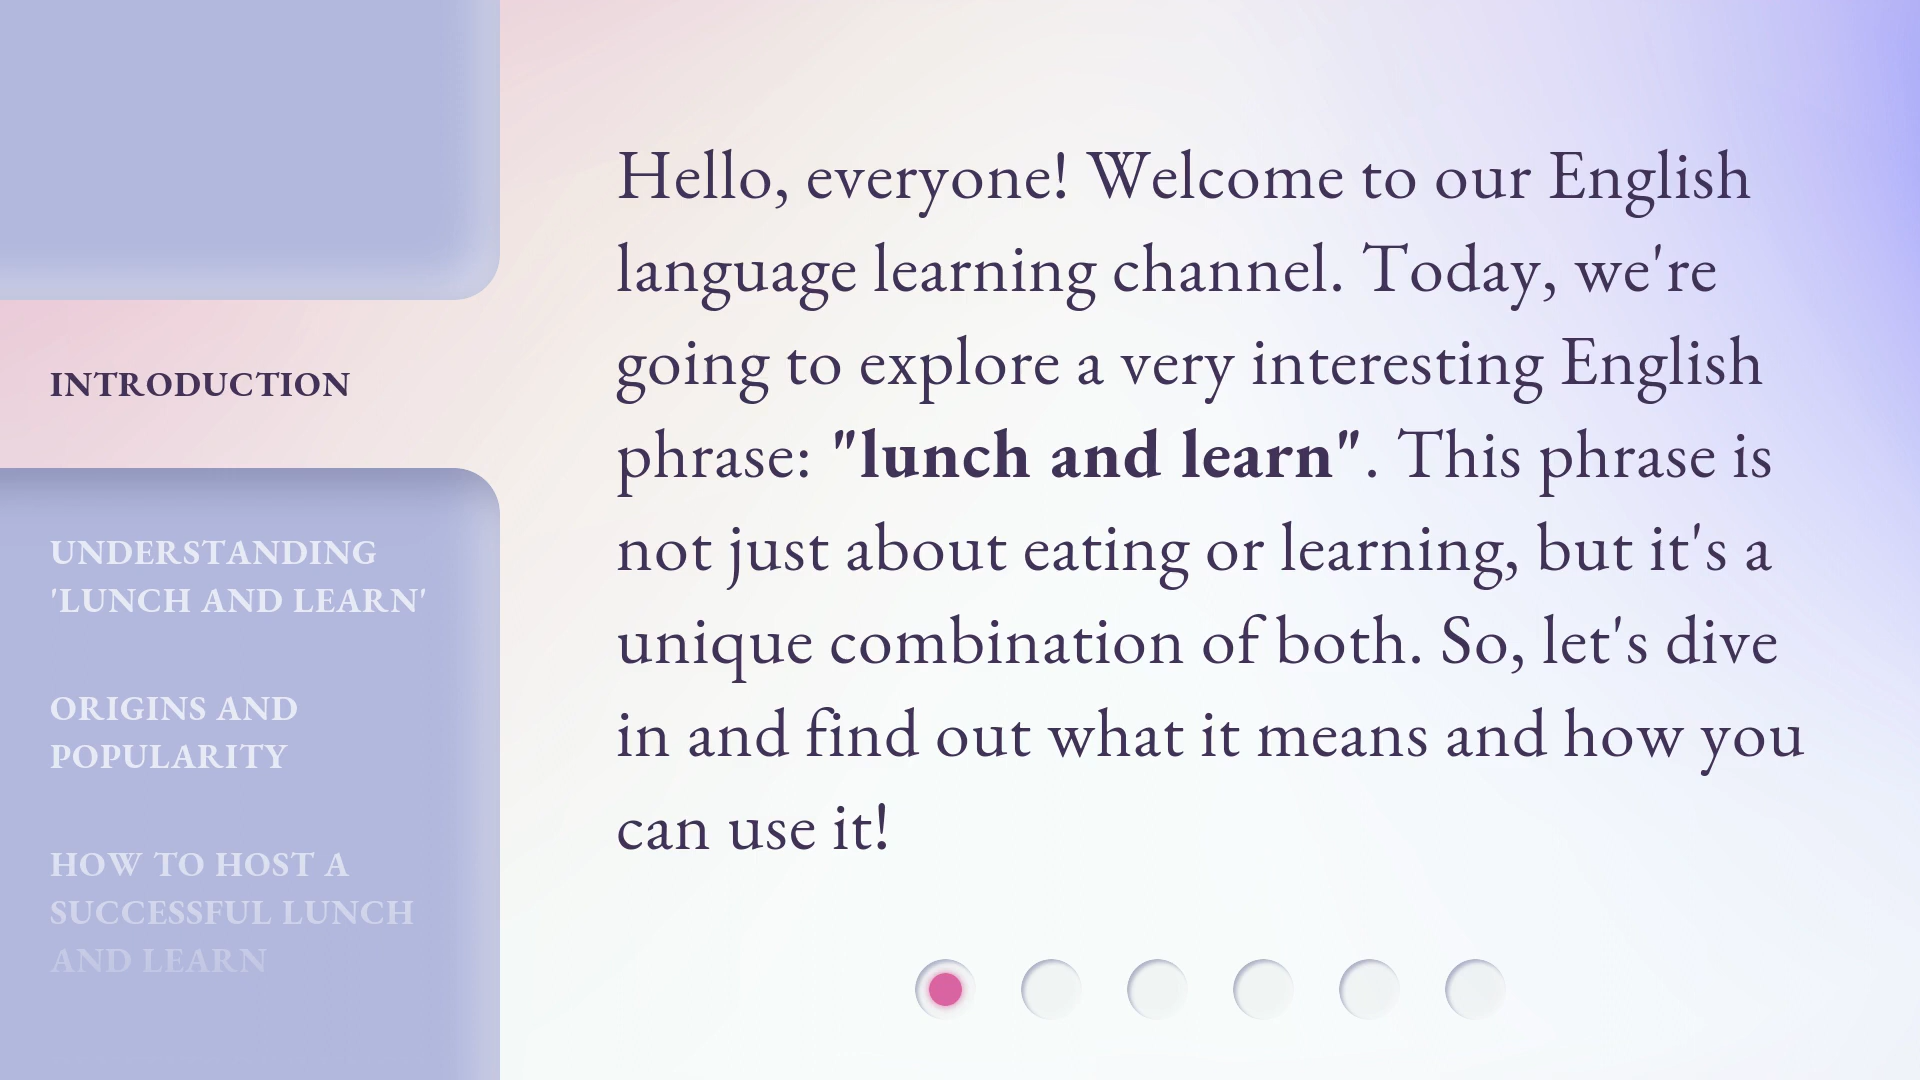 INTRODUCTION
UNDERSTANDING
'LUNCH AND LEARN'
ORIGINS AND
POPULARITY
HOW TO HOST A
SUCCESSFUL LUNCH
AND LEARN
Hello, everyone! Welcome to our English
language learning channel. Today, we're
going to explore a very interesting English
phrase: "lunch and learn". This phrase is
not just about eating or learning, but it's a
unique combination of both. So, let's dive
in and find out what it means and how you
can use it!